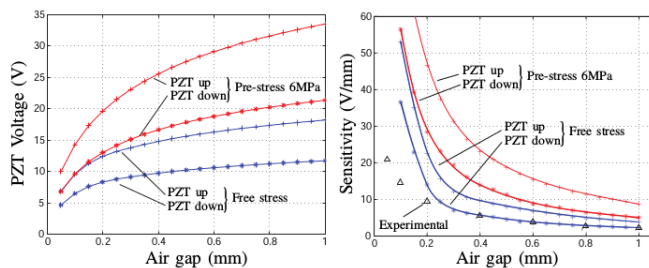 PZT Voltage (V)
35
30
25
20
15
10
5
0
0
0.2
0.4
0.6
0.8
1
Air gap (mm)
PZT up
PZT down
Pre-stress 6MPa
PZT up
PZT down
Free stress
Sensitivity (V/mm)
60
50
40
30
20
10
0
0
0.2
0.4
0.6
0.8
1
Air gap (mm)
PZT up
PZT down
Pre-stress 6MPa
PZT up
PZT down
Free stress
Experimental